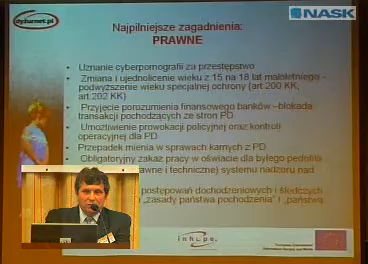 dyżurnet.pl
NASK
Najpilniejsze zagadnienia:
PRAWNE
Uznanie cyberpornografii za przestępstwo
Zmiana i ujednolicenie wieku z 15 na 18 lat małoletniego -
podwyższenie wieku specjalnej ochrony (art 200 KK,
art 202 KK)
Przyjęcie porozumienia finansowego banków –blokada
transakcji pochodzących ze stron PD
Umożliwienie prowokacji policyjnej oraz kontroli
operacyjnej dla PD
Przepadek mienia w sprawach karnych z PD
Obligatoryjny zakaz pracy w oświacie dla byłego pedofila
prawne i technicznej systemu nadzoru nad
postępowań dochodzeniowych i śledczych
„zasady państwa pochodzenia" i „państwa
inhope